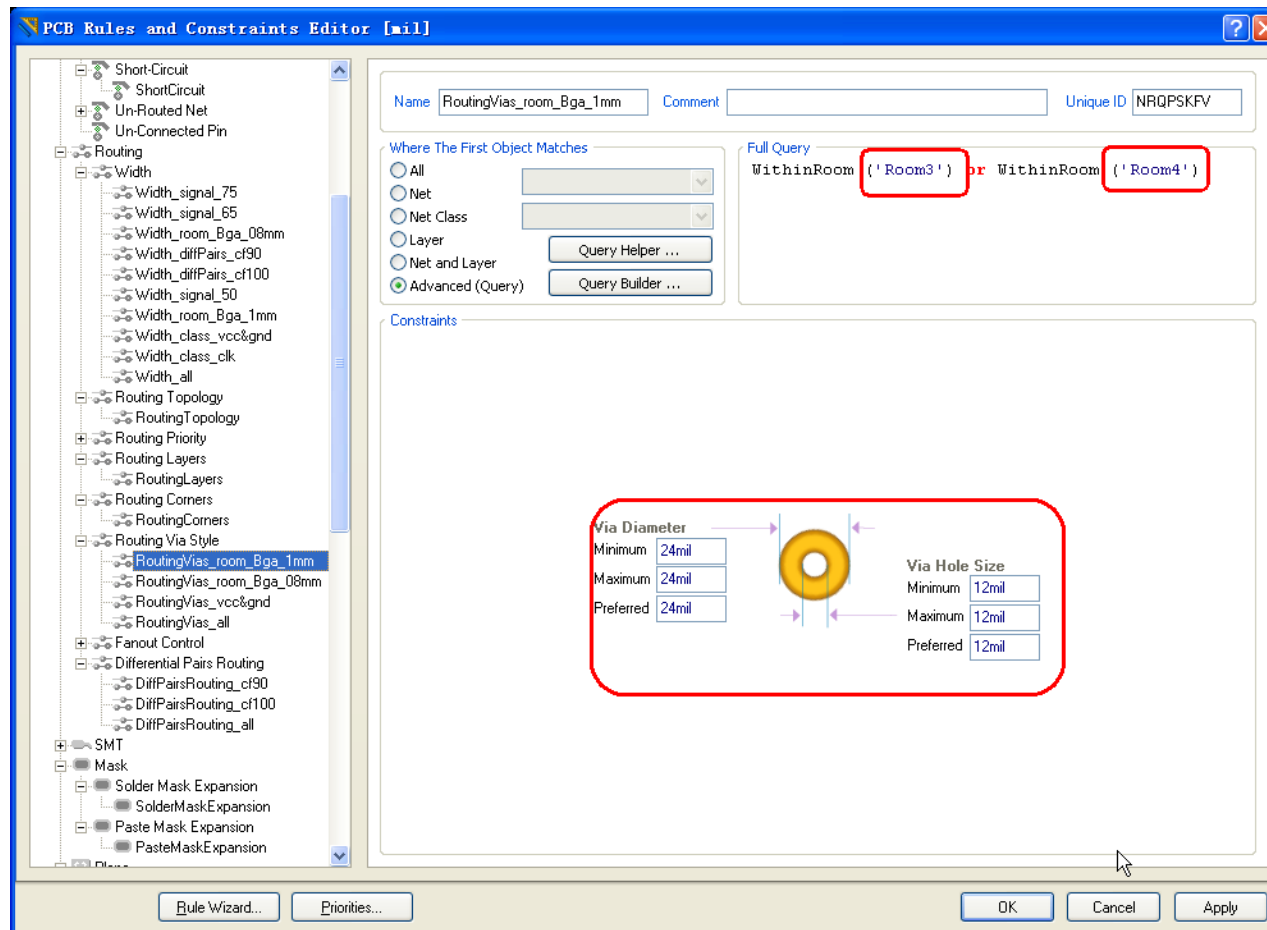 PCB Rules and Constraints Editor [mil]
Short-Circuit
ShortCircuit
Un-Routed Net
Un-Connected Pin
Routing
Width
Width_signal_75
Width_signal_65
Width_room_Bga_08mm
Width_diffPairs_cf90
Width_diffPairs_cf100
Width_signal_50
Width_room_Bga_1mm
Width_class_vcc&gnd
Width_class_clk
Width_all
Routing Topology
RoutingTopology
Routing Priority
Routing Layers
RoutingLayers
Routing Corners
RoutingCorners
Routing Via Style
RoutingVias_room_Bga_1mm
RoutingVias_room_Bga_08mm
RoutingVias_vcc&gnd
RoutingVias_all
Fanout Control
Differential Pairs Routing
DiffPairsRouting_cf90
DiffPairsRouting_cf100
DiffPairsRouting_all
SMT
Mask
Solder Mask Expansion
SolderMaskExpansion
Paste Mask Expansion
PasteMaskExpansion
Name RoutingVias_room_Bga_1mm Comment Unique ID NRQPSKFV
Where The First Object Matches
All
Net
Net Class
Layer
Net and Layer
Advanced (Query)
Query Helper ...
Query Builder ...
Full Query
WithinRoom ('Room3') or WithinRoom ('Room4')
Constraints
Via Diameter
Minimum 24mil
Maximum 24mil
Preferred 24mil
Via Hole Size
Minimum 12mil
Maximum 12mil
Preferred 12mil
Rule Wizard... Priorities... OK Cancel Apply